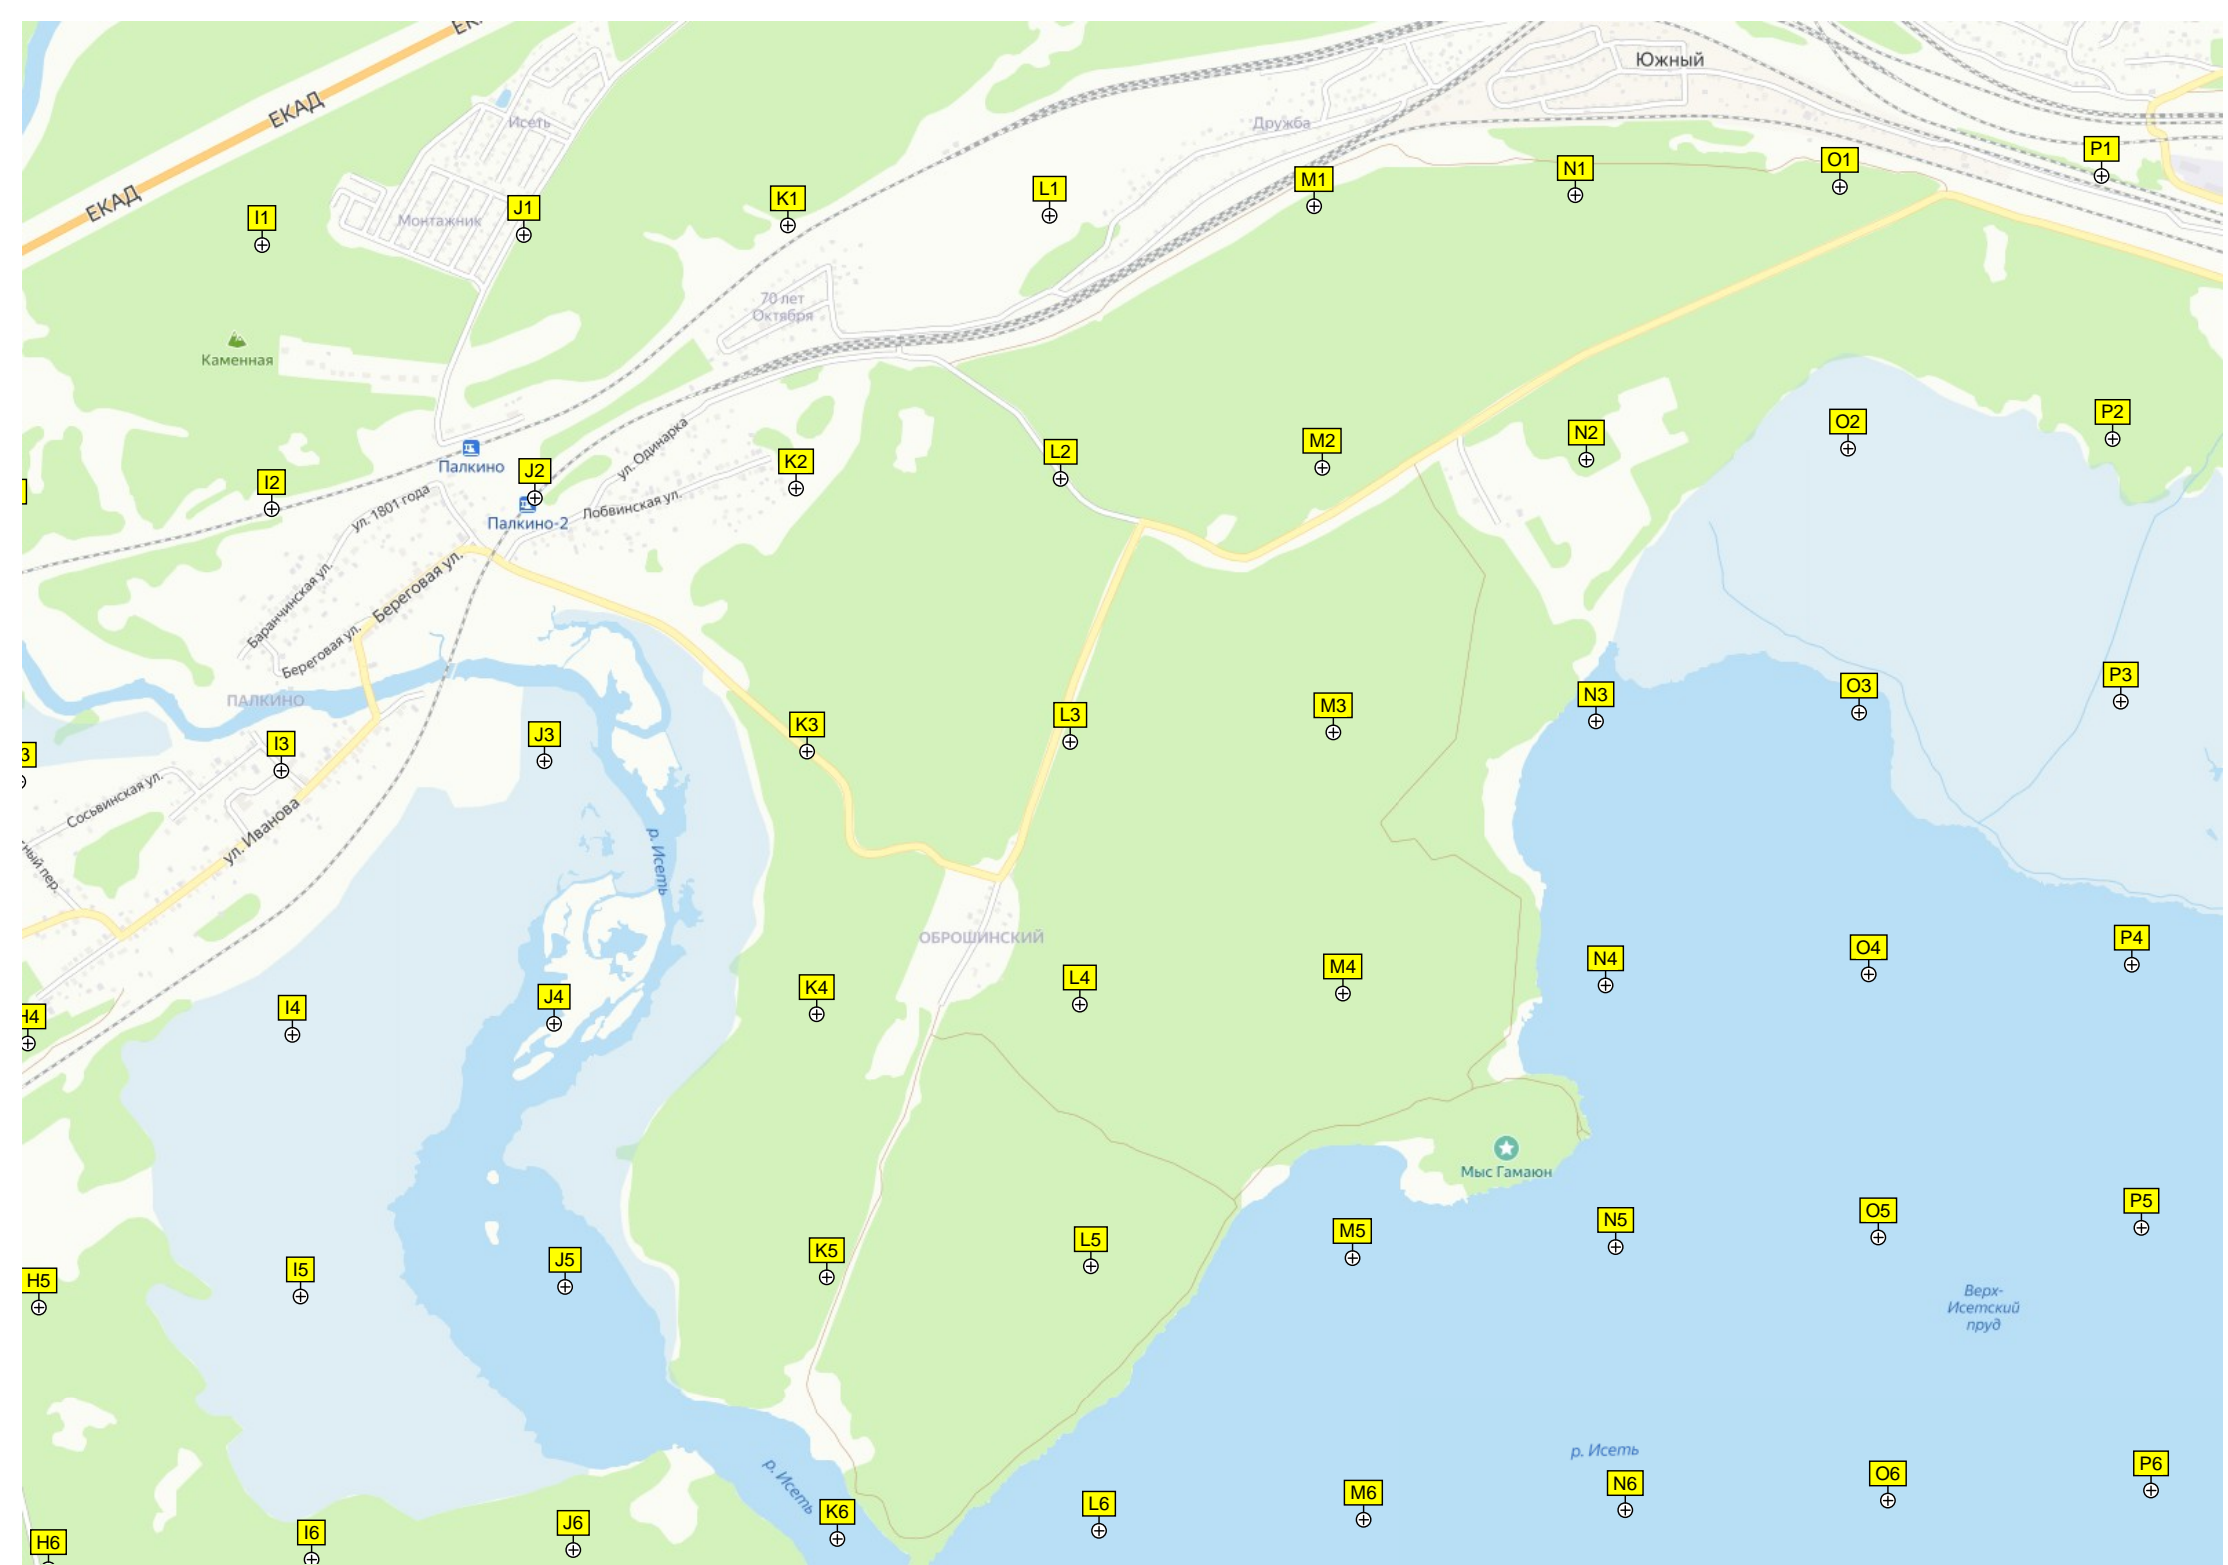 ЕКАД
Южный
ЕКАД
Исеть
Дружба
P1
O1
N1
M1
L1
K1
J1
I1
ЕКАД
Монтажник
70 лет
Октября
Каменная
P2
O2
N2
M2
L2
K2
J2
I2
ул. Одинарка
Палкино
ул. 1801 года
Лобвинская ул.
Палкино-2
Береговая ул.
Баранчинская ул.
Береговая ул.
ПАЛКИНО
P3
O3
N3
M3
L3
K3
J3
I3
3
Сосьвинская ул.
ул. Иванова
р. Исеть
ный пер.
ОБРОШИНСКИЙ
P4
O4
N4
M4
L4
K4
J4
I4
H4
Мыс Гамаюн
P5
O5
N5
M5
L5
K5
J5
I5
H5
Верх-
Исетский
пруд
р. Исеть
р. Исеть
P6
O6
N6
M6
L6
K6
J6
I6
H6